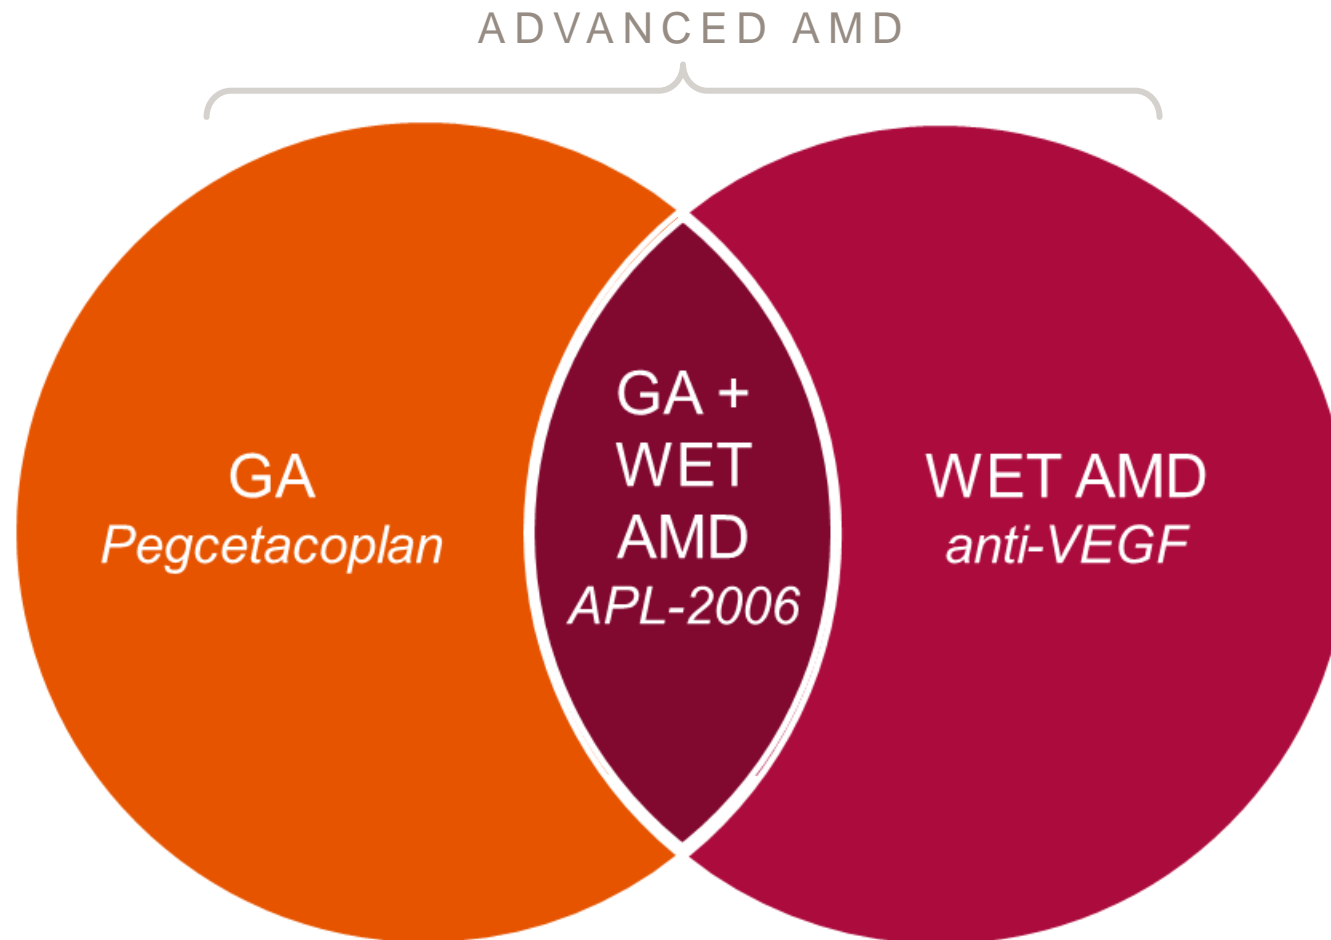 ADVANCED AMD
GA
Pegcetacoplan
GA +
WET
AMD
APL-2006
WET AMD
anti-VEGF